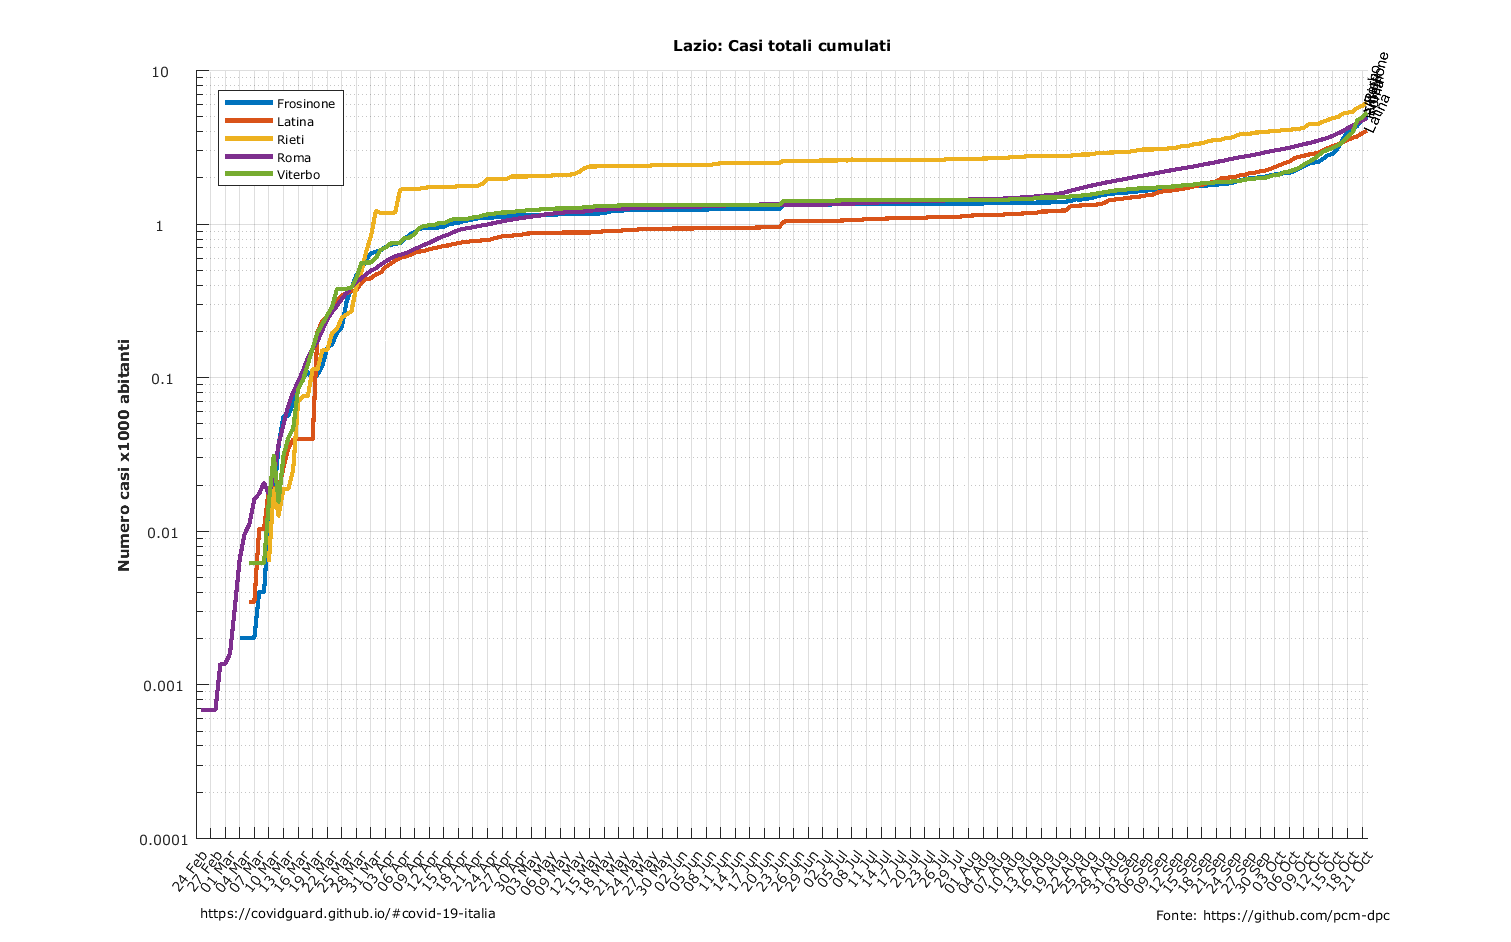 Lazio: Casi totali cumulati
10
1
0.1
0.01
0.001
0.0001
Numero casi x1000 abitanti
Frosinone
Latina
Rieti
Roma
Viterbo
Latina
24 Feb
27 Feb
01 Mar
04 Mar
07 Mar
10 Mar
13 Mar
16 Mar
19 Mar
22 Mar
25 Mar
28 Mar
31 Mar
03 Apr
06 Apr
09 Apr
12 Apr
15 Apr
18 Apr
21 Apr
24 Apr
27 Apr
30 Apr
03 May
06 May
09 May
12 May
15 May
18 May
21 May
24 May
27 May
30 May
02 Jun
05 Jun
08 Jun
11 Jun
14 Jun
17 Jun
20 Jun
23 Jun
26 Jun
29 Jun
02 Jul
05 Jul
08 Jul
11 Jul
14 Jul
17 Jul
20 Jul
23 Jul
26 Jul
29 Jul
01 Aug
04 Aug
07 Aug
10 Aug
13 Aug
16 Aug
19 Aug
22 Aug
25 Aug
28 Aug
31 Aug
03 Sep
06 Sep
09 Sep
12 Sep
15 Sep
18 Sep
21 Sep
24 Sep
27 Sep
30 Sep
03 Oct
06 Oct
09 Oct
12 Oct
15 Oct
18 Oct
21 Oct
https://covidguard.github.io/#covid-19-italia
Fonte: https://github.com/pcm-dpc